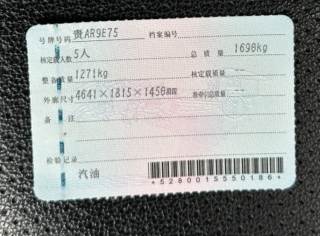 号牌号码 贵AR9E75 档案编号
核定载人数 5人 总质量 1698kg
整备质量 1271kg 核定载质量 --
外廓尺寸 4641×1815×1456mm 准牵引总质量 --
备注
检验记录
汽油
*5280015550186*